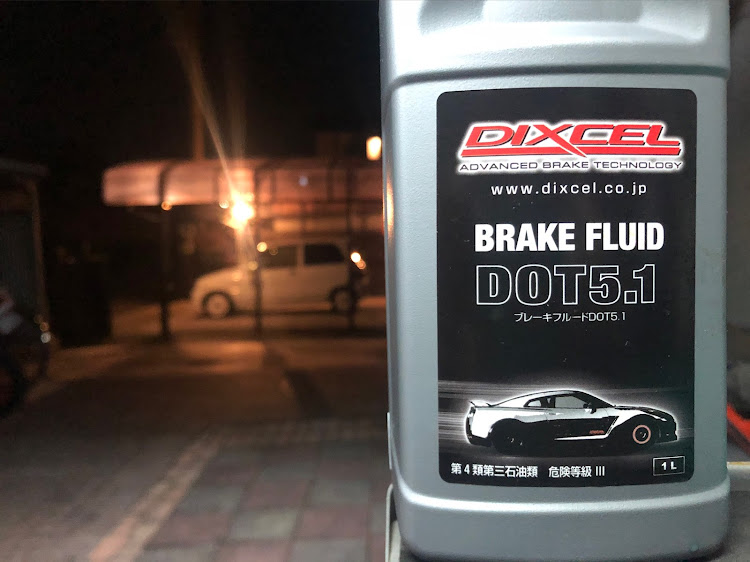 DIXCEL
ADVANCED BRAKE TECHNOLOGY
www.dixcel.co.jp
BRAKE FLUID
DOT5.1
ブレーキフルードDOT5.1
DIXCEL
第4類第三石油類 危険等級 III
1L